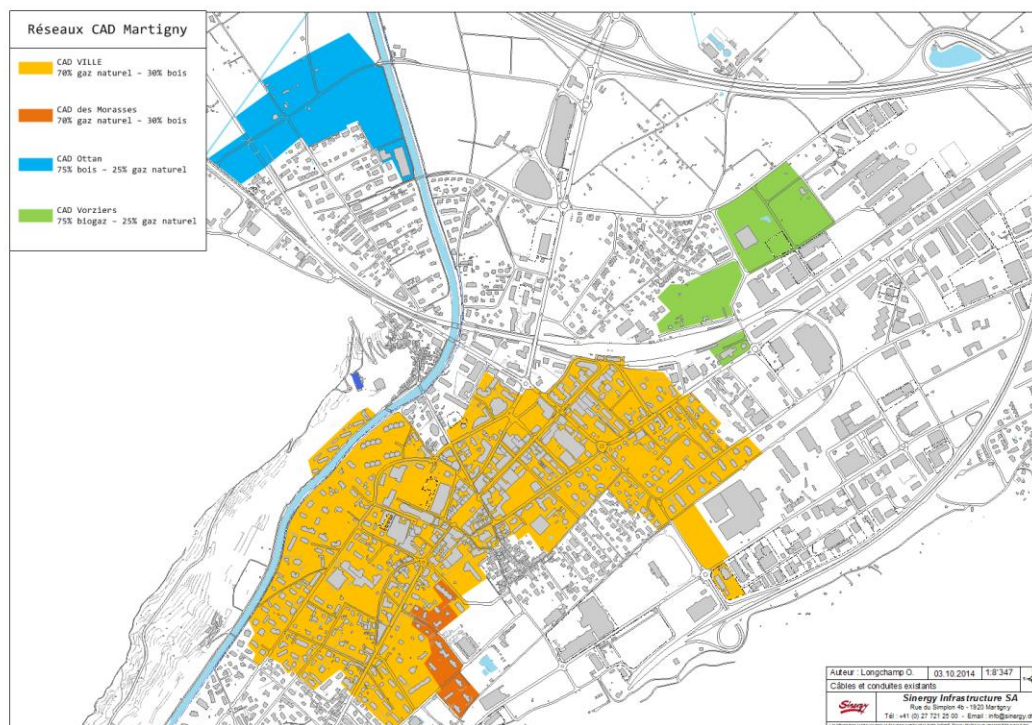 Réseaux CAD Martigny
CAD VILLE
70% gaz naturel – 30% bois
CAD des Morasses
70% gaz naturel – 30% bois
CAD Ottan
75% bois – 25% gaz naturel
CAD Vorziers
75% biogaz – 25% gaz naturel
Auteur : Longchamp O. 03.10.2014 1:8'347
Câbles et conduites existants
Sinergy
Sinergy Infrastructure SA
Rue du Simplon 4b - 1920 Martigny
Tél : +41 (0) 27 721 25 00 - Email : info@sinergy